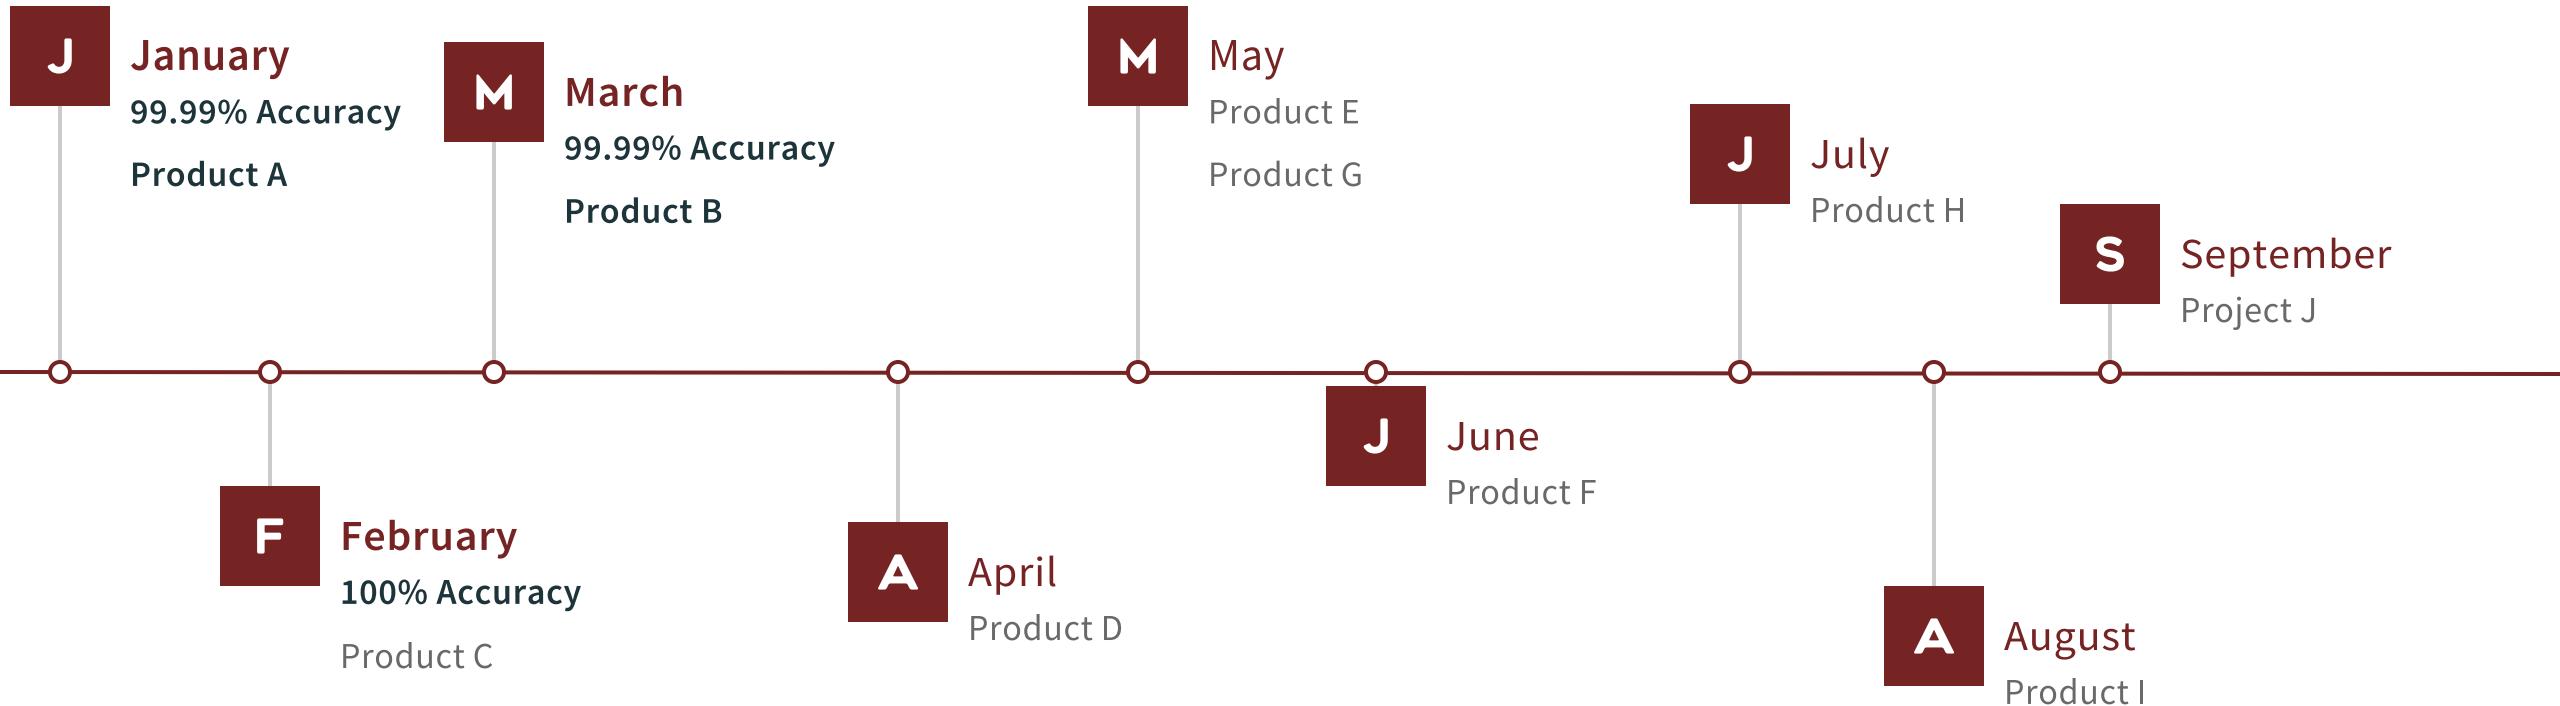 J
January
99.99% Accuracy
Product A
F
February
100% Accuracy
Product C
M
March
99.99% Accuracy
Product B
A
April
Product D
M
May
Product E
Product G
J
June
Product F
J
July
Product H
A
August
Product I
S
September
Project J